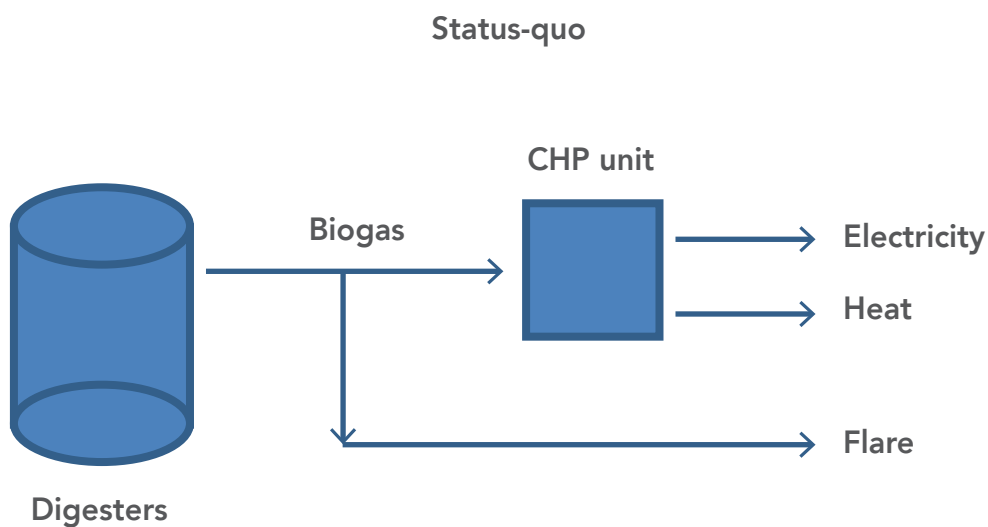 Status-quo
CHP unit
Biogas
Electricity
Heat
Flare
Digesters